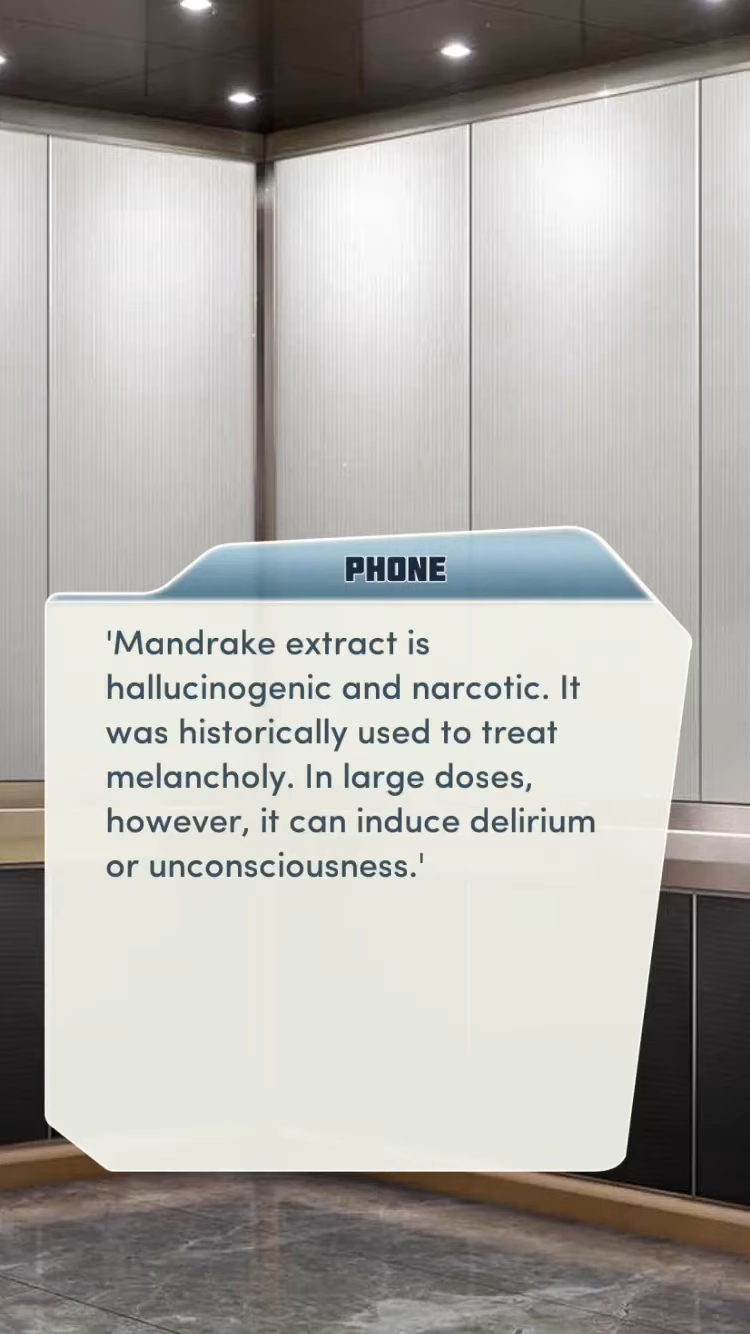 PHONE
'Mandrake extract is
hallucinogenic and narcotic. It
was historically used to treat
melancholy. In large doses,
however, it can induce delirium
or unconsciousness.'